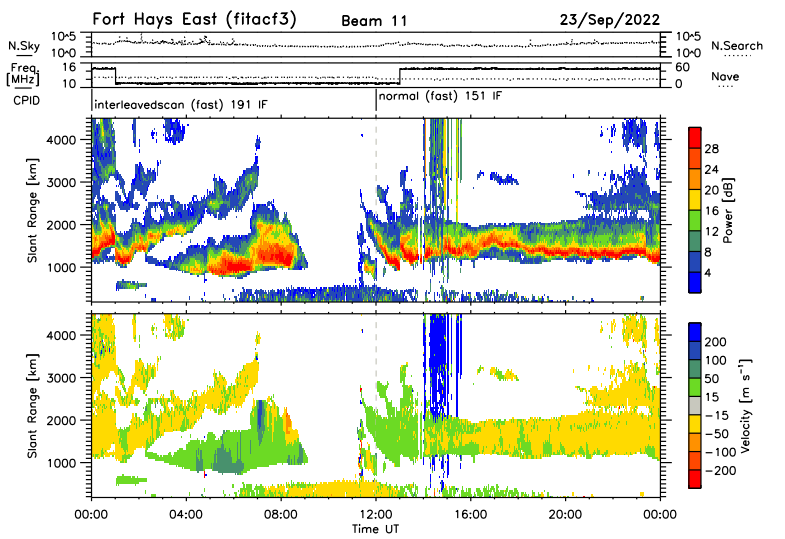 Fort Hays East (fitacf3) Beam 11 23/Sep/2022
N.Sky 10^5 10^0 10^5 10^0 N.Search
Freq. [MHz] 16 10 60 0 Nave
CPID interleavedscan (fast) 191 IF normal (fast) 151 IF
Slant Range [km] 4000 3000 2000 1000
Power [dB] 28 24 20 16 12 8 4
Slant Range [km] 4000 3000 2000 1000
Velocity [m s⁻¹] 200 100 50 15 −15 −50 −100 −200
00:00 04:00 08:00 12:00 16:00 20:00 00:00
Time UT